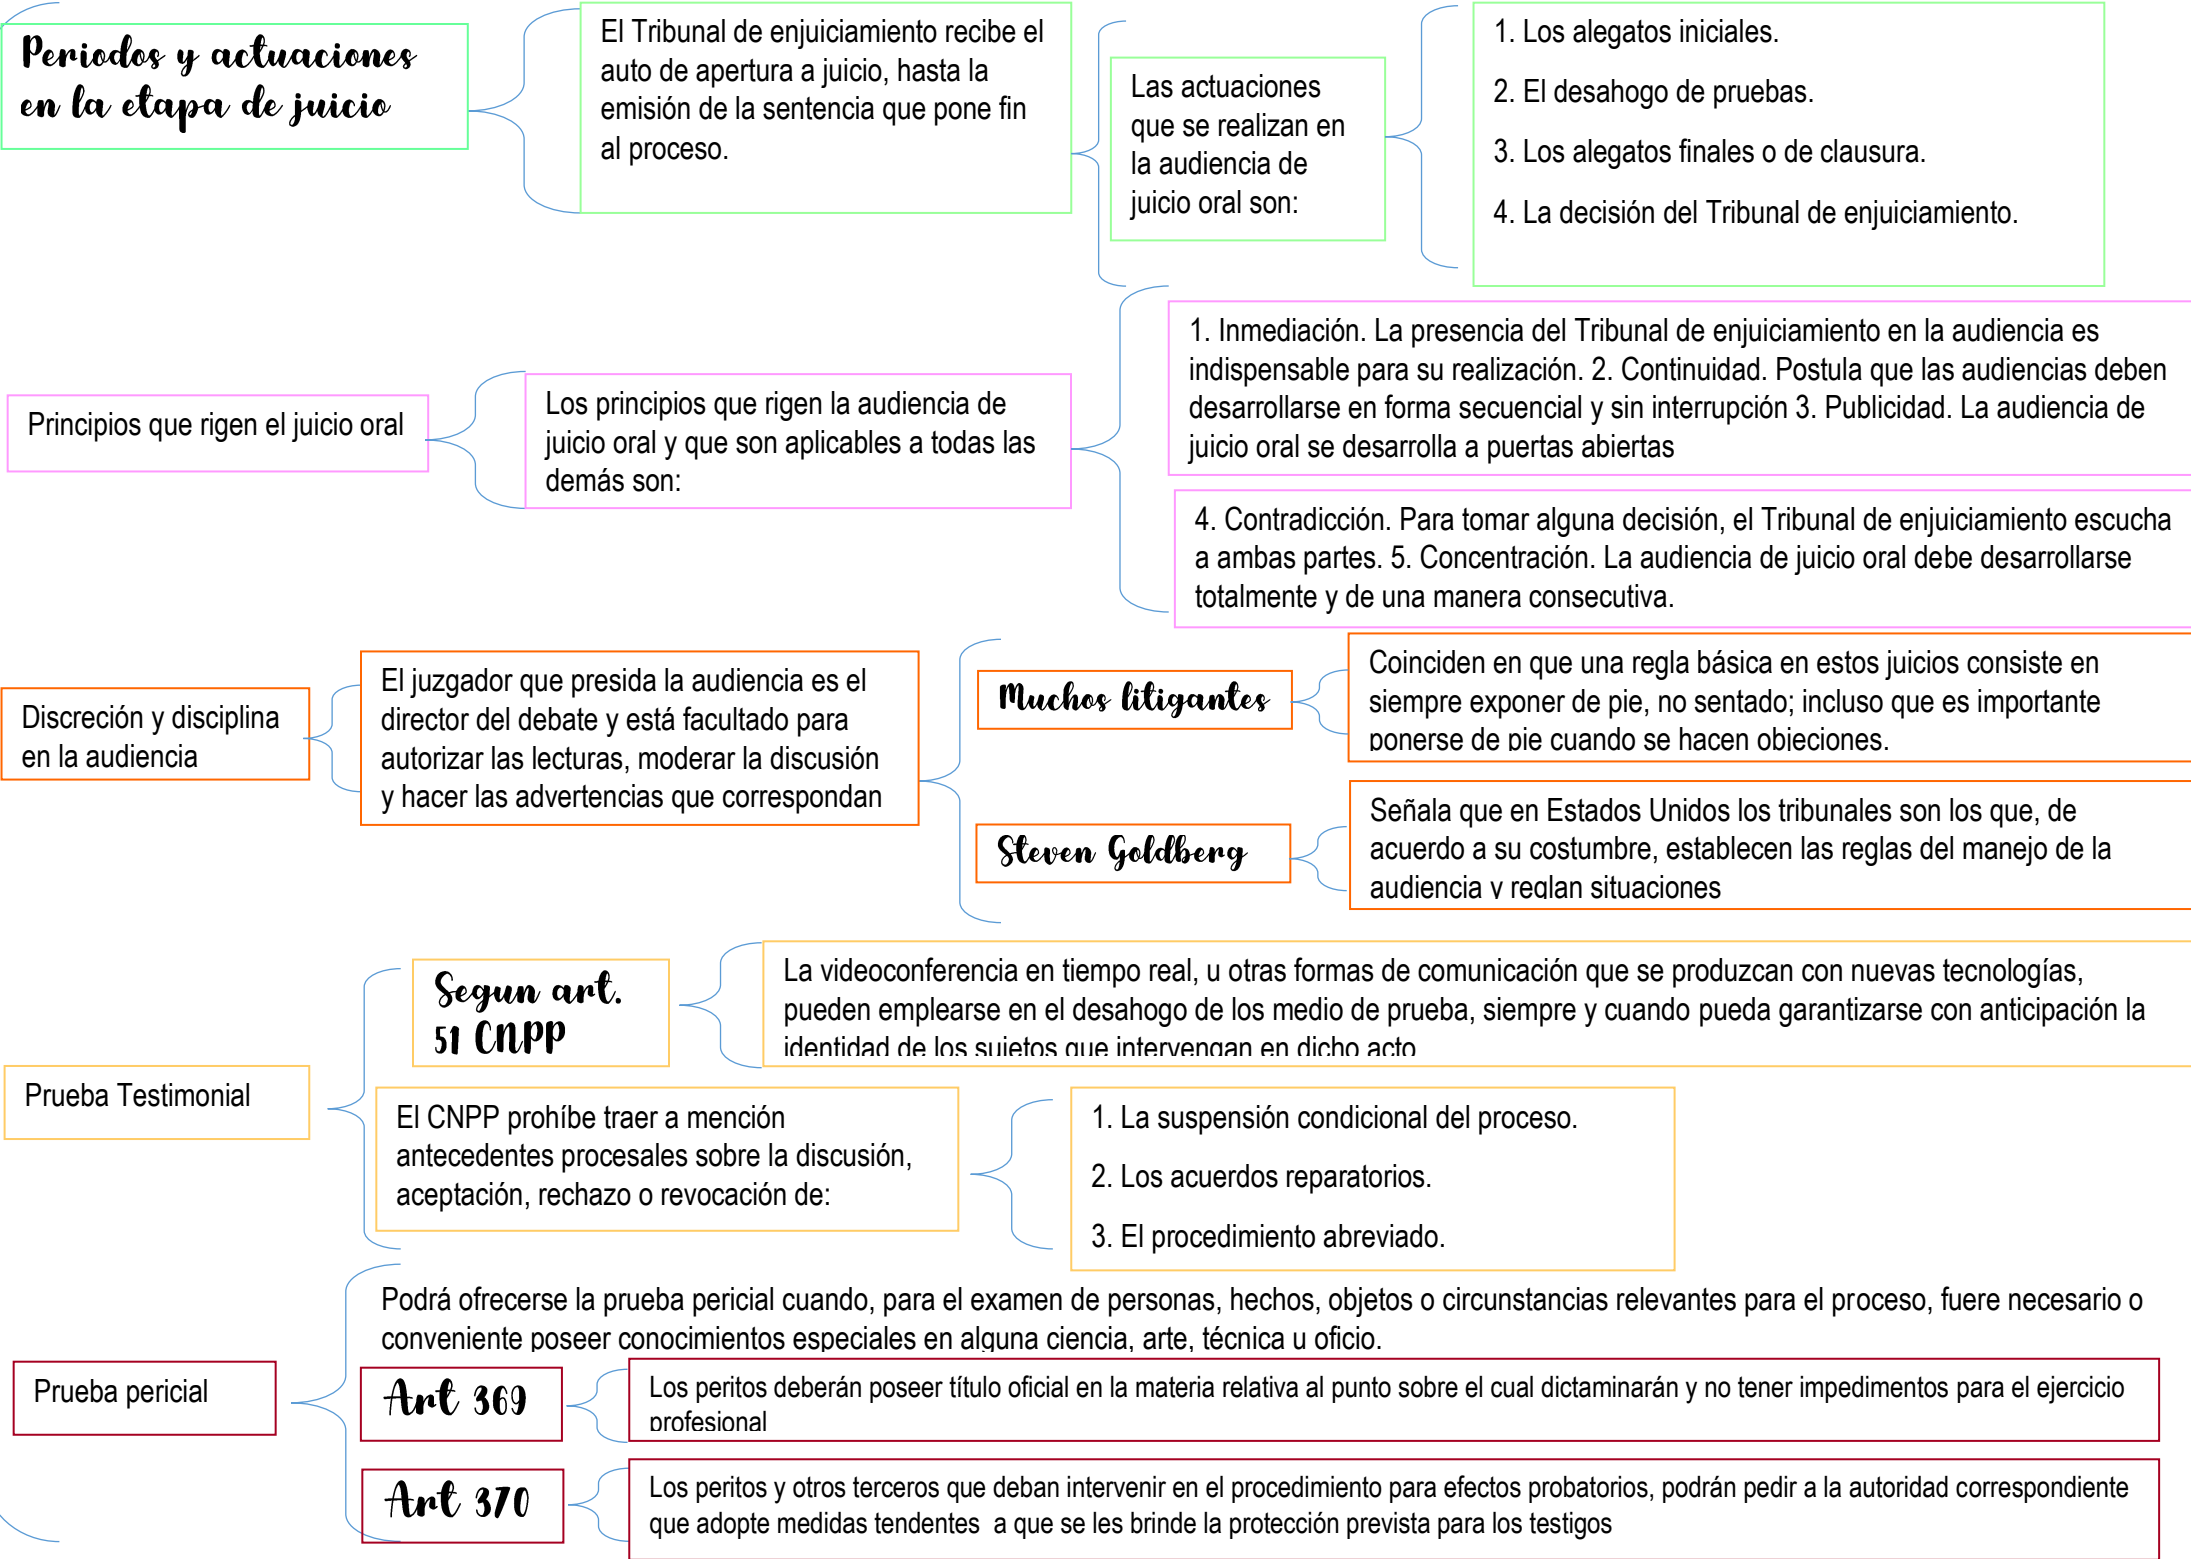 Periodos y actuaciones
en la etapa de juicio
El Tribunal de enjuiciamiento recibe el
auto de apertura a juicio, hasta la
emisión de la sentencia que pone fin
al proceso.
Las actuaciones
que se realizan en
la audiencia de
juicio oral son:
1. Los alegatos iniciales.
2. El desahogo de pruebas.
3. Los alegatos finales o de clausura.
4. La decisión del Tribunal de enjuiciamiento.
Principios que rigen el juicio oral
Los principios que rigen la audiencia de
juicio oral y que son aplicables a todas las
demás son:
1. Inmediación. La presencia del Tribunal de enjuiciamiento en la audiencia es
indispensable para su realización. 2. Continuidad. Postula que las audiencias deben
desarrollarse en forma secuencial y sin interrupción 3. Publicidad. La audiencia de
juicio oral se desarrolla a puertas abiertas
4. Contradicción. Para tomar alguna decisión, el Tribunal de enjuiciamiento escucha
a ambas partes. 5. Concentración. La audiencia de juicio oral debe desarrollarse
totalmente y de una manera consecutiva.
Discreción y disciplina
en la audiencia
El juzgador que presida la audiencia es el
director del debate y está facultado para
autorizar las lecturas, moderar la discusión
y hacer las advertencias que correspondan
Muchos litigantes
Coinciden en que una regla básica en estos juicios consiste en
siempre exponer de pie, no sentado; incluso que es importante
ponerse de pie cuando se hacen objeciones.
Steven Goldberg
Señala que en Estados Unidos los tribunales son los que, de
acuerdo a su costumbre, establecen las reglas del manejo de la
audiencia y reglan situaciones
Prueba Testimonial
Segun art.
51 CNPP
La videoconferencia en tiempo real, u otras formas de comunicación que se produzcan con nuevas tecnologías,
pueden emplearse en el desahogo de los medio de prueba, siempre y cuando pueda garantizarse con anticipación la
identidad de los sujetos que intervengan en dicho acto
El CNPP prohíbe traer a mención
antecedentes procesales sobre la discusión,
aceptación, rechazo o revocación de:
1. La suspensión condicional del proceso.
2. Los acuerdos reparatorios.
3. El procedimiento abreviado.
Prueba pericial
Podrá ofrecerse la prueba pericial cuando, para el examen de personas, hechos, objetos o circunstancias relevantes para el proceso, fuere necesario o
conveniente poseer conocimientos especiales en alguna ciencia, arte, técnica u oficio.
Art 369
Los peritos deberán poseer título oficial en la materia relativa al punto sobre el cual dictaminarán y no tener impedimentos para el ejercicio
profesional
Art 370
Los peritos y otros terceros que deban intervenir en el procedimiento para efectos probatorios, podrán pedir a la autoridad correspondiente
que adopte medidas tendentes  a que se les brinde la protección prevista para los testigos